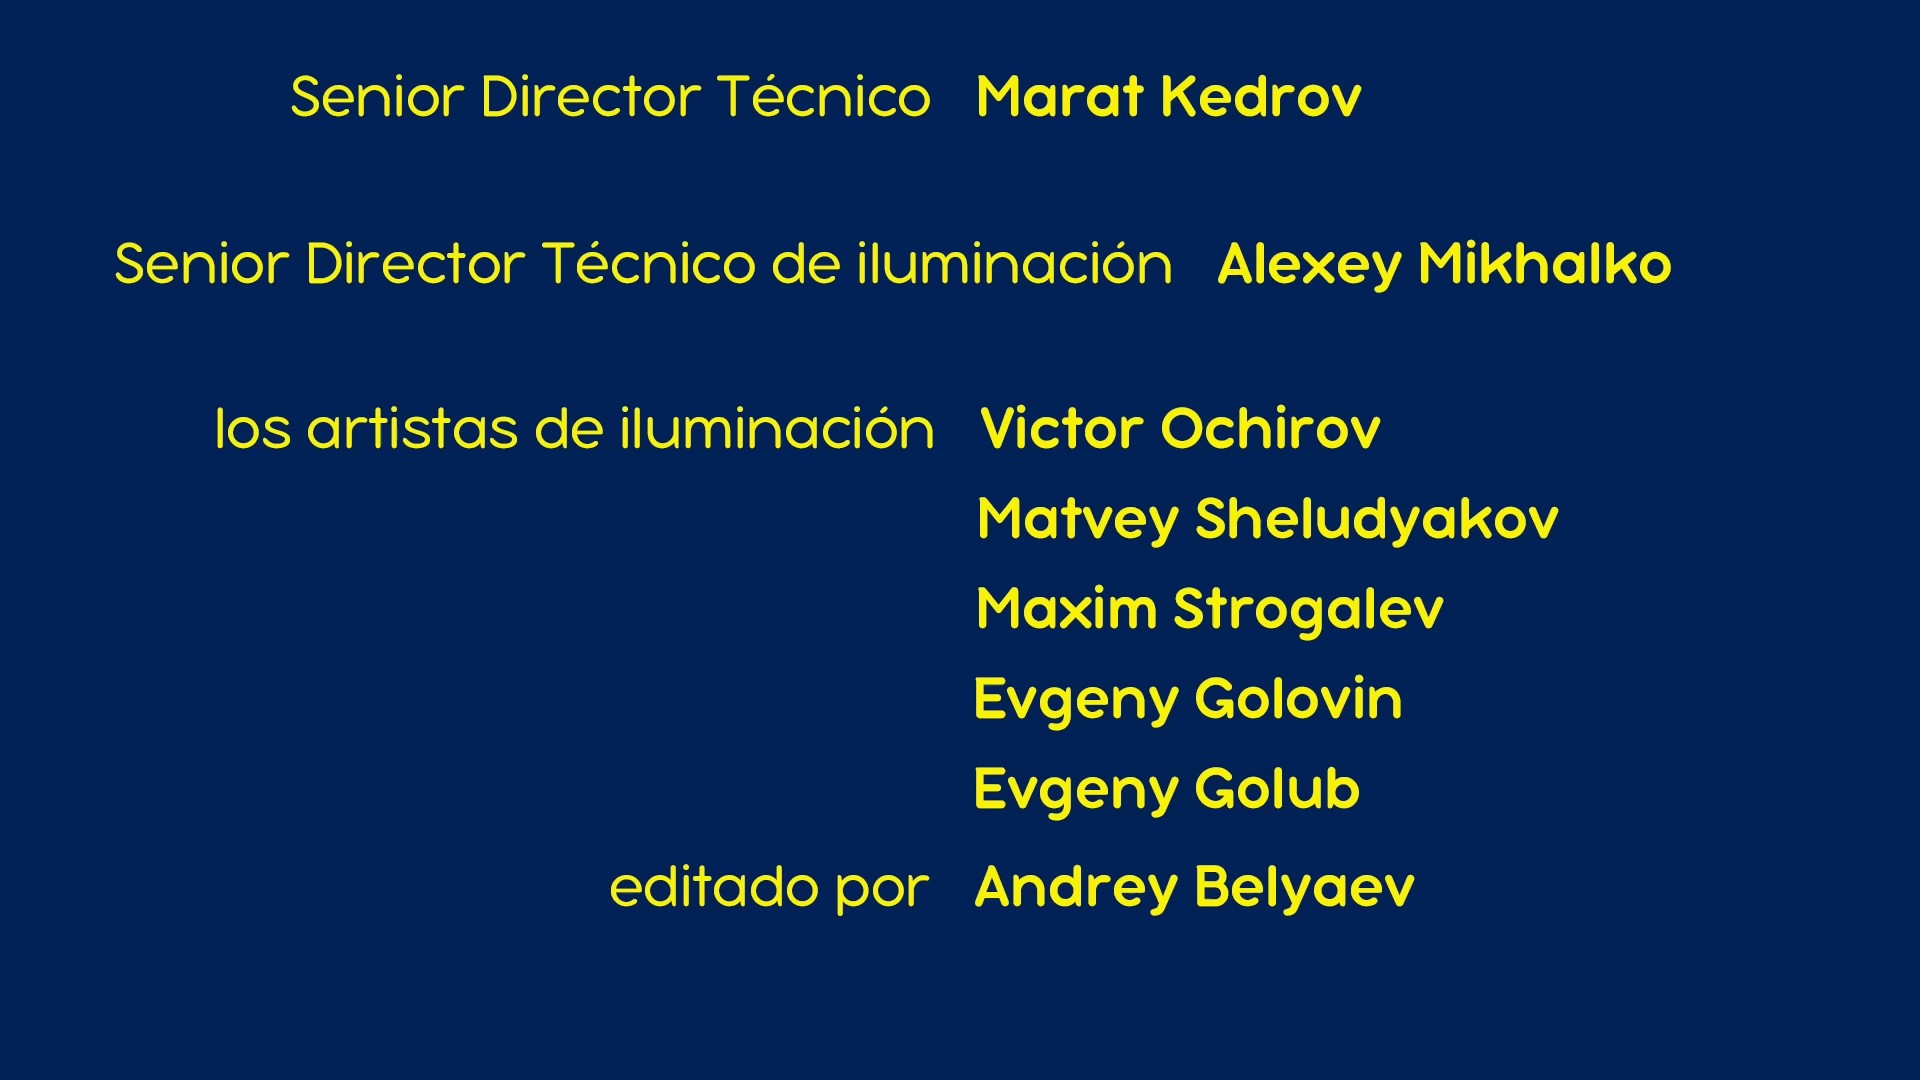 Senior Director Técnico Marat Kedrov
Senior Director Técnico de iluminación Alexey Mikhalko
los artistas de iluminación Victor Ochirov
Matvey Sheludyakov
Maxim Strogalev
Evgeny Golovin
Evgeny Golub
editado por Andrey Belyaev